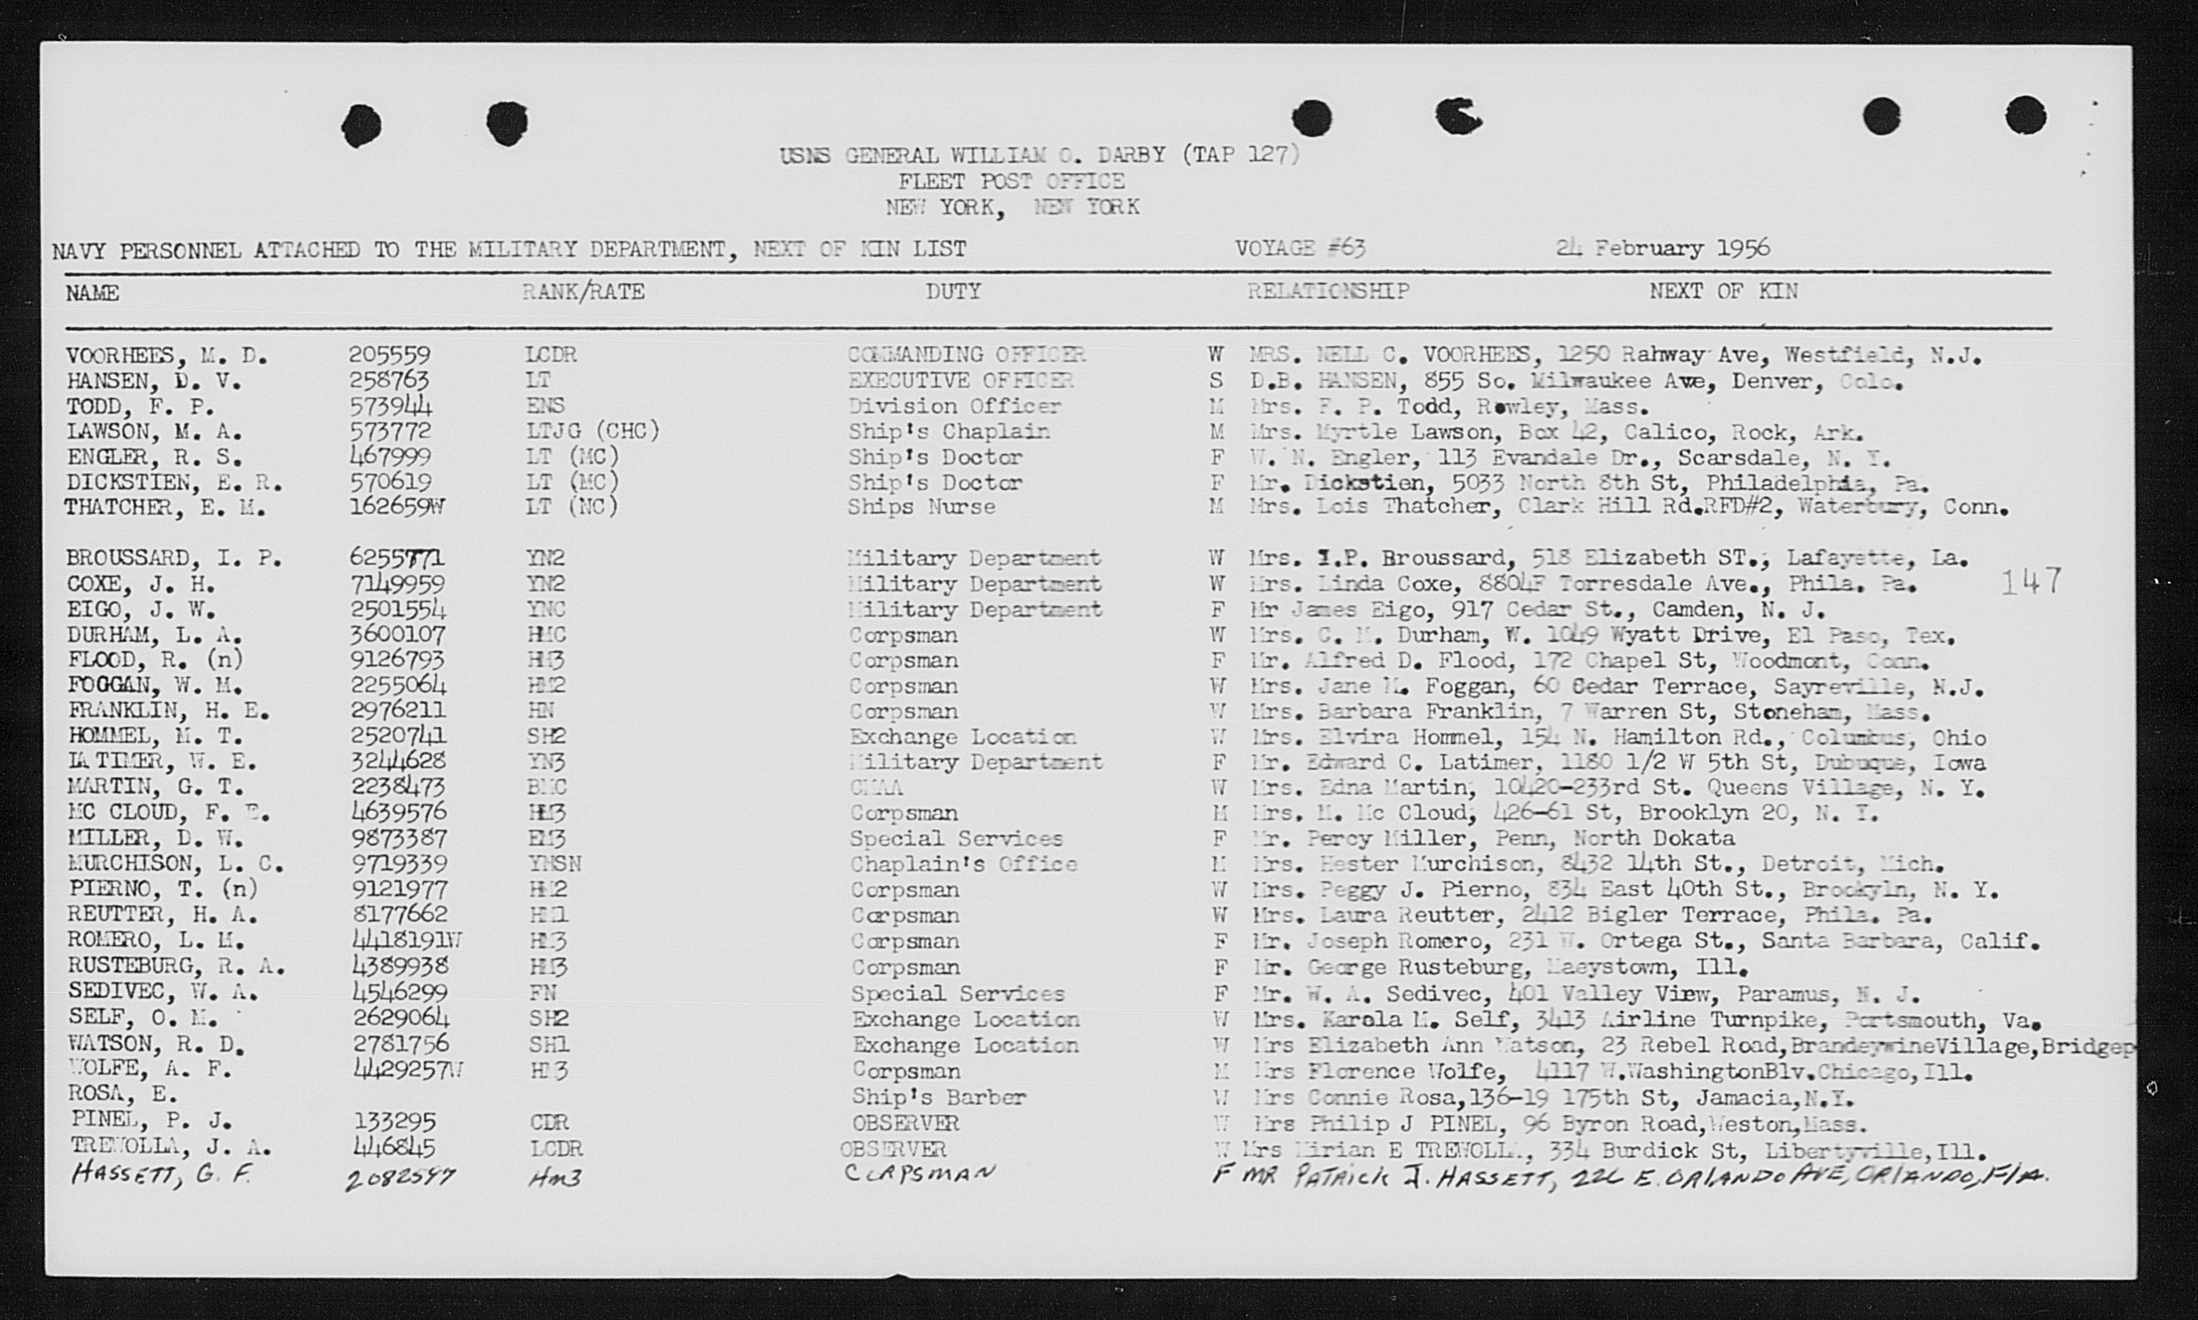 USNS GENERAL WILLIAM O. DARBY (TAP 127)
FLEET POST OFFICE
NEW YORK, NEW YORK
NAVY PERSONNEL ATTACHED TO THE MILITARY DEPARTMENT, NEXT OF KIN LIST VOYAGE #63 24 February 1956
NAME RANK/RATE DUTY RELATIONSHIP NEXT OF KIN
VOORHEES, M. D. 205559 LCDR COMMANDING OFFICER W MRS. NELL C. VOORHEES, 1250 Rahway Ave, Westfield, N.J.
HANSEN, D. V. 258763 LT EXECUTIVE OFFICER S D.B. HANSEN, 855 So. Milwaukee Ave, Denver, Colo.
TODD, F. P. 573944 ENS Division Officer M Mrs. F. P. Todd, Rowley, Mass.
LAWSON, M. A. 573772 LTJG (CHC) Ship's Chaplain M Mrs. Myrtle Lawson, Box 42, Calico, Rock, Ark.
ENGLER, R. S. 467999 LT (MC) Ship's Doctor F W. N. Engler, 113 Evandale Dr., Scarsdale, N. Y.
DICKSTIEN, E. R. 570619 LT (MC) Ship's Doctor F Mr. Dickstien, 5033 North 8th St, Philadelphia, Pa.
THATCHER, E. M. 162659W LT (NC) Ships Nurse M Mrs. Lois Thatcher, Clark Hill Rd.RFD#2, Waterbury, Conn.
BROUSSARD, I. P. 6255771 YN2 Military Department W Mrs. I.P. Broussard, 518 Elizabeth ST., Lafayette, La.
COXE, J. H. 7149959 YN2 Military Department W Mrs. Linda Coxe, 8804F Torresdale Ave., Phila. Pa. 147
EIGO, J. W. 2501554 YNC Military Department F Mr James Eigo, 917 Cedar St., Camden, N. J.
DURHAM, L. A. 3600107 HMC Corpsman W Mrs. C. M. Durham, W. 1049 Wyatt Drive, El Paso, Tex.
FLOOD, R. (n) 9126793 HM3 Corpsman F Mr. Alfred D. Flood, 172 Chapel St, Woodmont, Conn.
FOGGAN, W. M. 2255064 HM2 Corpsman W Mrs. Jane M. Foggan, 60 Cedar Terrace, Sayreville, N.J.
FRANKLIN, H. E. 2976211 HN Corpsman W Mrs. Barbara Franklin, 7 Warren St, Stoneham, Mass.
HOMMEL, M. T. 2520741 SH2 Exchange Location W Mrs. Elvira Hommel, 154 N. Hamilton Rd., Columbus, Ohio
LA TIMER, W. E. 3244628 YN3 Military Department F Mr. Edward C. Latimer, 1180 1/2 W 5th St, Dubuque, Iowa
MARTIN, G. T. 2238473 BMC CMAA W Mrs. Edna Martin, 10420-233rd St. Queens Village, N. Y.
MC CLOUD, F. E. 4639576 HM3 Corpsman M Mrs. M. Mc Cloud, 426-61 St, Brooklyn 20, N. Y.
MILLER, D. W. 9873387 EM3 Special Services F Mr. Percy Miller, Penn, North Dokata
MURCHISON, L. C. 9719339 YNSN Chaplain's Office M Mrs. Hester Murchison, 8432 14th St., Detroit, Mich.
PIERNO, T. (n) 9121977 HM2 Corpsman W Mrs. Peggy J. Pierno, 834 East 40th St., Brookyln, N. Y.
REUTTER, H. A. 8177662 HM1 Corpsman W Mrs. Laura Reutter, 2412 Bigler Terrace, Phila. Pa.
ROMERO, L. M. 4418191W HM3 Corpsman F Mr. Joseph Romero, 231 W. Ortega St., Santa Barbara, Calif.
RUSTEBURG, R. A. 4389938 HM3 Corpsman F Mr. George Rusteburg, Maeystown, Ill.
SEDIVEC, W. A. 4546299 FN Special Services F Mr. W. A. Sedivec, 401 Valley View, Paramus, N. J.
SELF, O. M. 2629064 SH2 Exchange Location W Mrs. Karola M. Self, 3413 Airline Turnpike, Portsmouth, Va.
WATSON, R. D. 2781756 SH1 Exchange Location W Mrs Elizabeth Ann Watson, 23 Rebel Road,BrandeywineVillage,Bridgep
WOLFE, A. F. 4429257W HM3 Corpsman M Mrs Florence Wolfe, 4117 W.WashingtonBlv.Chicago,Ill.
ROSA, E. Ship's Barber W Mrs Connie Rosa,136-19 175th St, Jamacia,N.Y.
PINEL, P. J. 133295 CDR OBSERVER W Mrs Philip J PINEL, 96 Byron Road,Weston,Mass.
TREWOLLA, J. A. 446845 LCDR OBSERVER W Mrs Mirian E TREWOLLA, 334 Burdick St, Libertyville,Ill.
HASSETT, G. F. 2082597 HM3 CORPSMAN F MR PATRICK J. HASSETT, 226 E. ORLANDO AVE, ORLANDO, FLA.